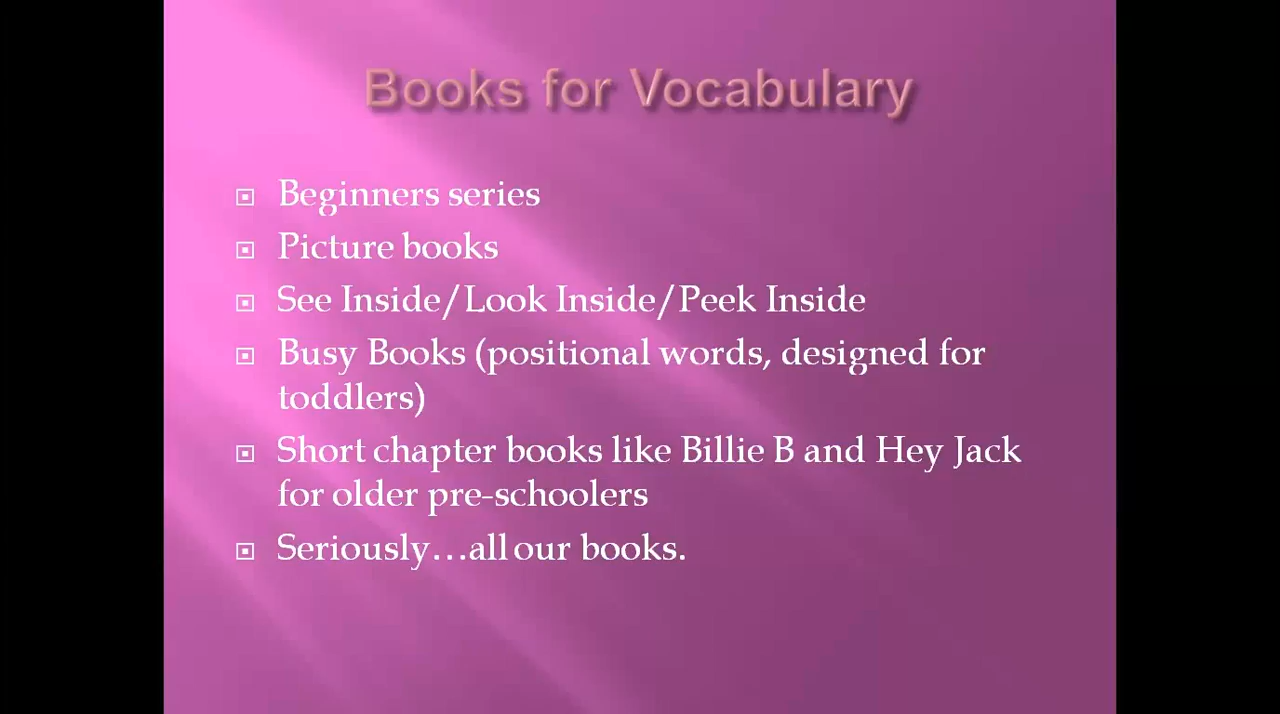 Books for Vocabulary
Beginners series
Picture books
See Inside/Look Inside/Peek Inside
Busy Books (positional words, designed for
toddlers)
Short chapter books like Billie B and Hey Jack
for older pre-schoolers
Seriously…all our books.